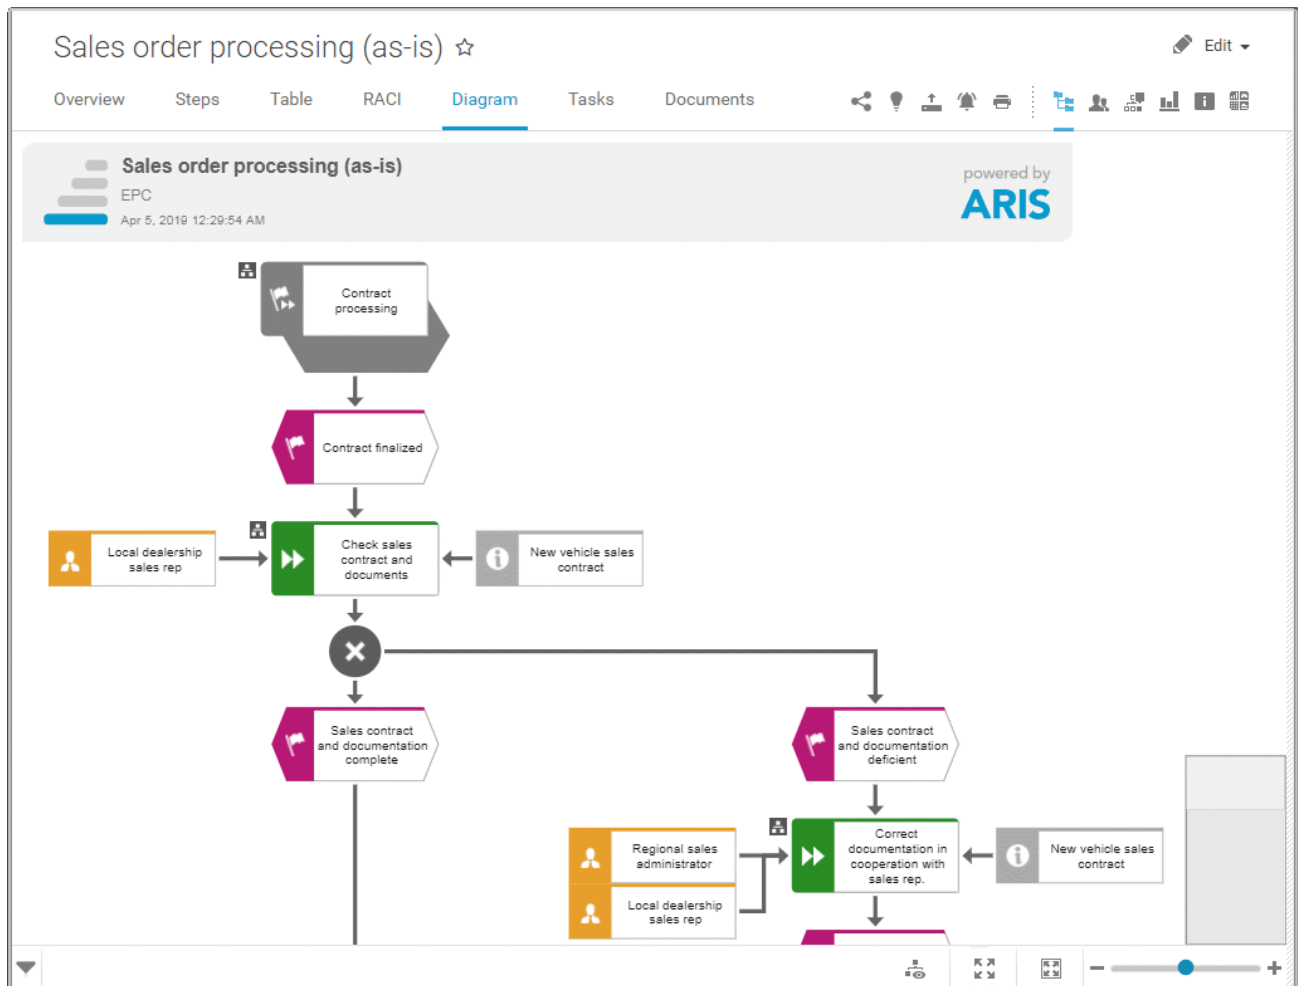 Sales order processing (as-is)
Edit
Overview
Steps
Table
RACI
Diagram
Tasks
Documents
Sales order processing (as-is)
EPC
Apr 5, 2019 12:29:54 AM
powered by
ARIS
Contract
processing
Contract finalized
Local dealership
sales rep
Check sales
contract and
documents
New vehicle sales
contract
Sales contract
and documentation
complete
Sales contract
and documentation
deficient
Regional sales
administrator
Local dealership
sales rep
Correct
documentation in
cooperation with
sales rep.
New vehicle sales
contract